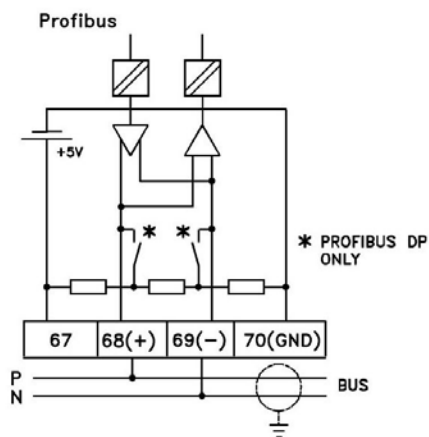 Profibus
+5V
* *
* PROFIBUS DP
ONLY
67 68(+) 69(-) 70(GND)
P
N
BUS